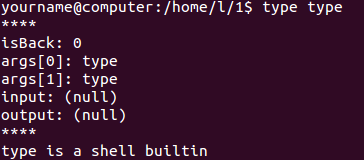 yourname@computer:/home/l/1$ type type
****
isBack: 0
args[0]: type
args[1]: type
input: (null)
output: (null)
****
type is a shell builtin